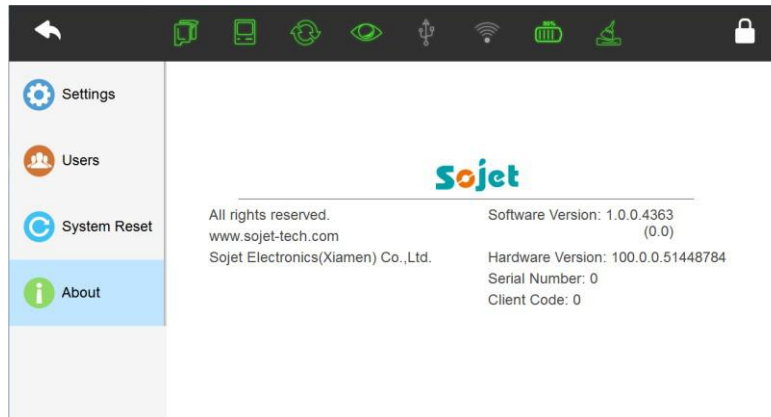 80%
Settings
Users
System Reset
About
Sojet
All rights reserved.
www.sojet-tech.com
Sojet Electronics(Xiamen) Co.,Ltd.
Software Version: 1.0.0.4363
(0.0)
Hardware Version: 100.0.0.51448784
Serial Number: 0
Client Code: 0